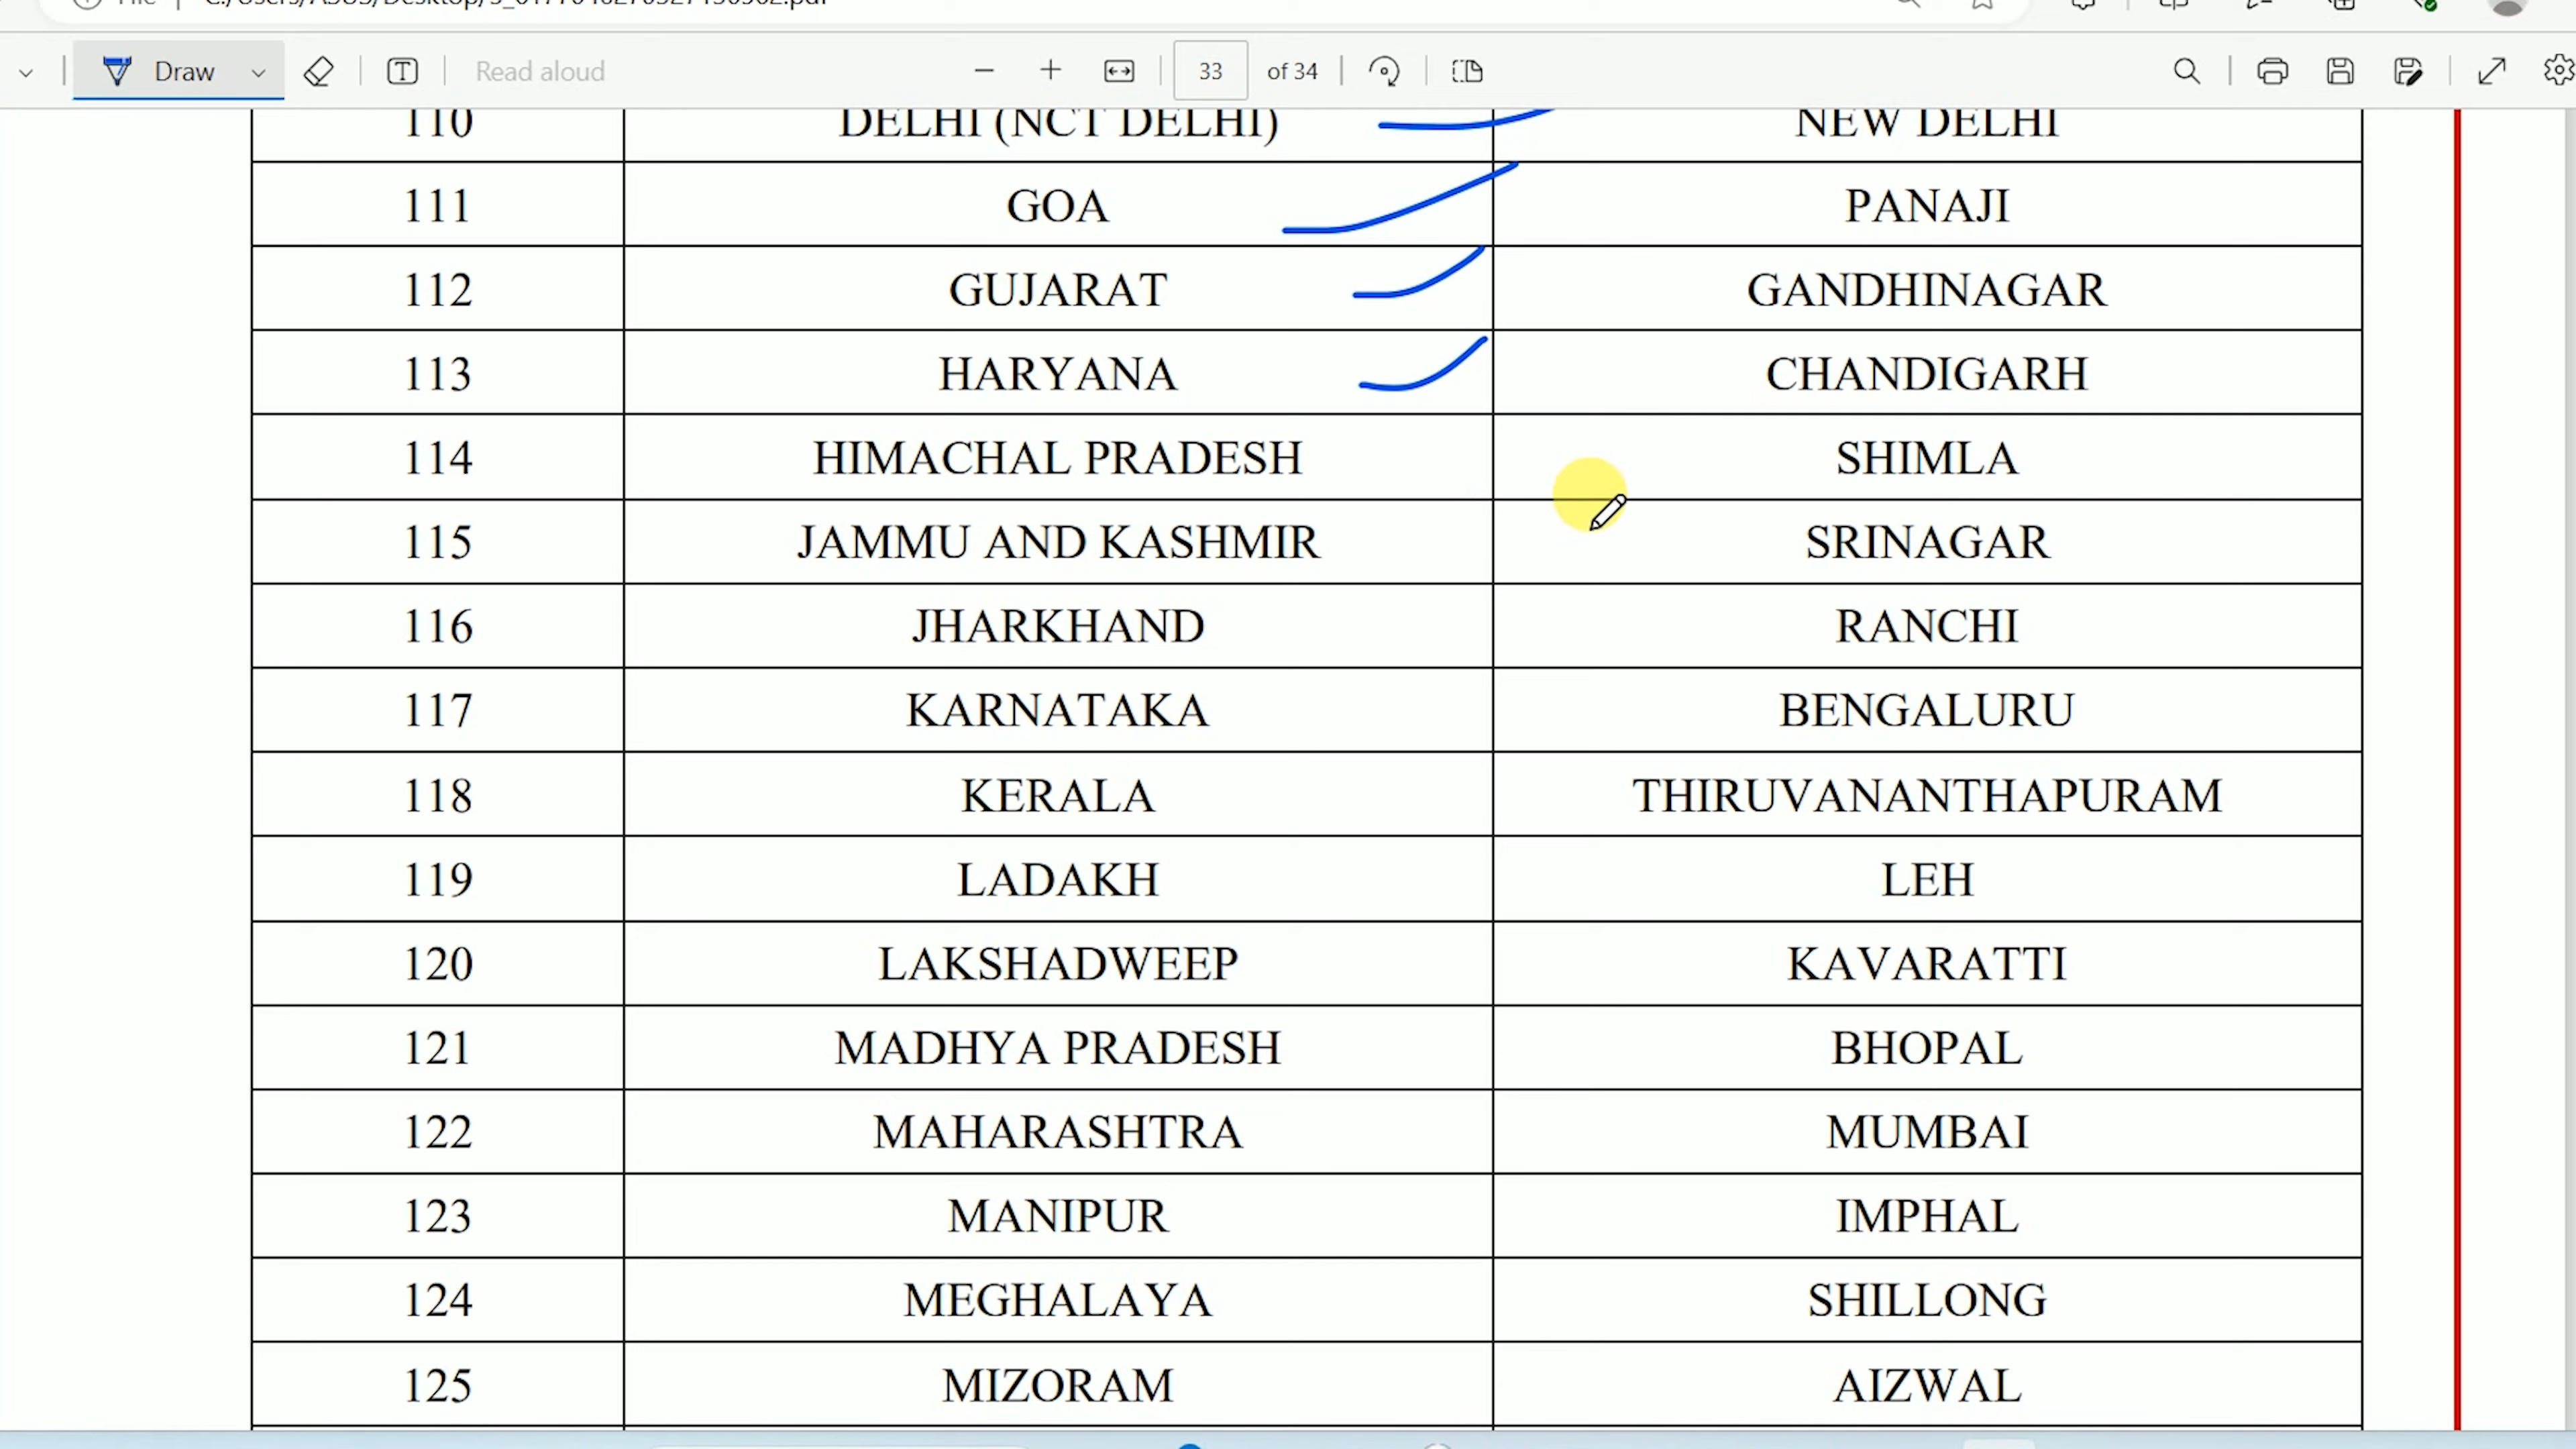 Draw
Read aloud
33 of 34
110 DELHI (NCT DELHI) NEW DELHI
111 GOA PANAJI
112 GUJARAT GANDHINAGAR
113 HARYANA CHANDIGARH
114 HIMACHAL PRADESH SHIMLA
115 JAMMU AND KASHMIR SRINAGAR
116 JHARKHAND RANCHI
117 KARNATAKA BENGALURU
118 KERALA THIRUVANANTHAPURAM
119 LADAKH LEH
120 LAKSHADWEEP KAVARATTI
121 MADHYA PRADESH BHOPAL
122 MAHARASHTRA MUMBAI
123 MANIPUR IMPHAL
124 MEGHALAYA SHILLONG
125 MIZORAM AIZWAL